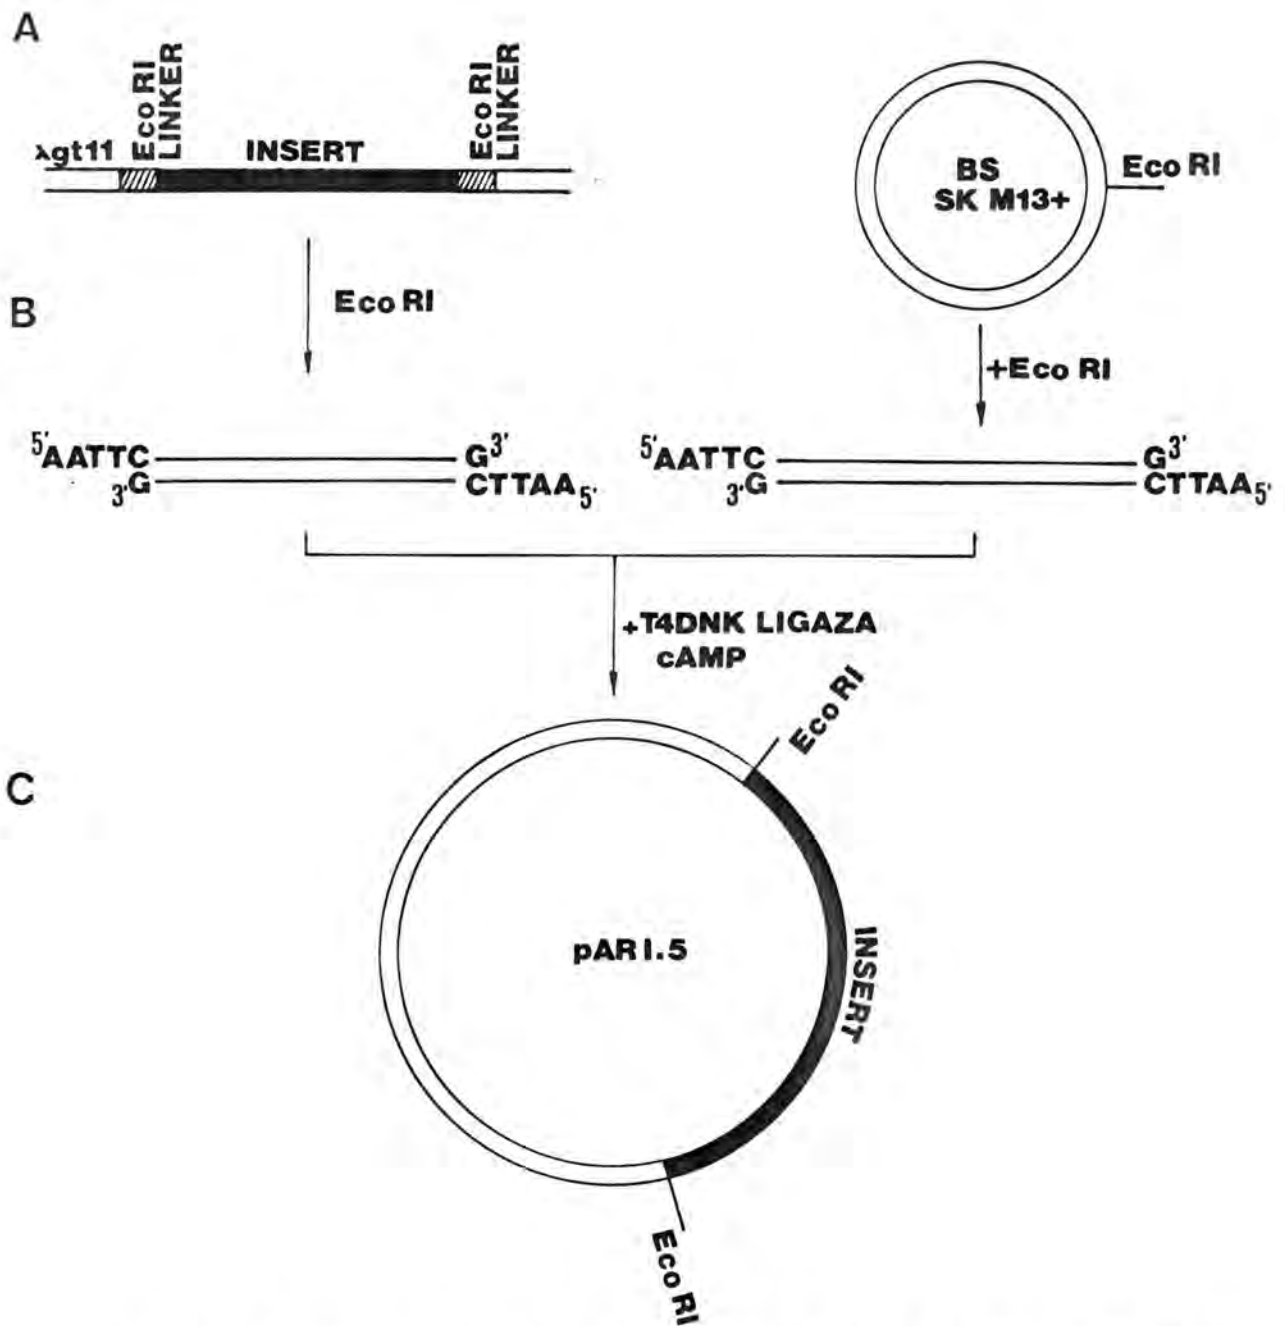 A
Eco RI
LINKER
Eco RI
LINKER
λgt11
INSERT
BS
SK M13+
Eco RI
B
Eco RI
+Eco RI
5'AATTC G3'
3'G CTTAA5'
5'AATTC G3'
3'G CTTAA5'
+T4DNK LIGAZA
cAMP
C
Eco RI
pARI.5
INSERT
Eco RI